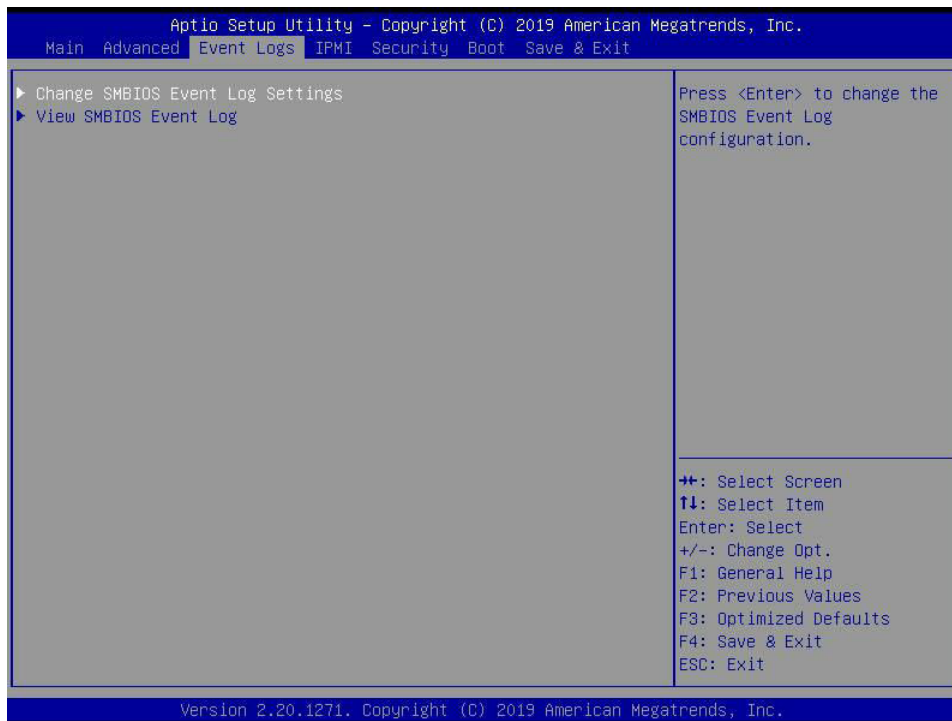 Aptio Setup Utility – Copyright (C) 2019 American Megatrends, Inc.
Main Advanced Event Logs IPMI Security Boot Save & Exit
▶ Change SMBIOS Event Log Settings
▶ View SMBIOS Event Log
Press <Enter> to change the
SMBIOS Event Log
configuration.
→←: Select Screen
↑↓: Select Item
Enter: Select
+/-: Change Opt.
F1: General Help
F2: Previous Values
F3: Optimized Defaults
F4: Save & Exit
ESC: Exit
Version 2.20.1271. Copyright (C) 2019 American Megatrends, Inc.